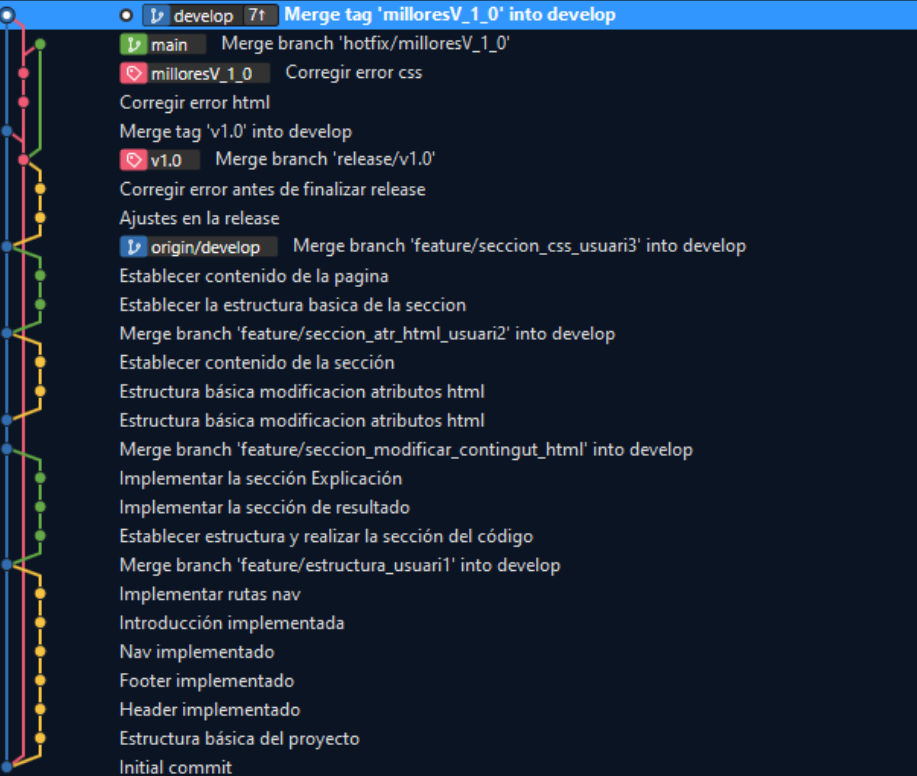 develop 7↑ Merge tag 'milloresV_1_0' into develop
main Merge branch 'hotfix/milloresV_1_0'
milloresV_1_0 Corregir error css
Corregir error html
Merge tag 'v1.0' into develop
v1.0 Merge branch 'release/v1.0'
Corregir error antes de finalizar release
Ajustes en la release
origin/develop Merge branch 'feature/seccion_css_usuari3' into develop
Establecer contenido de la pagina
Establecer la estructura basica de la seccion
Merge branch 'feature/seccion_atr_html_usuari2' into develop
Establecer contenido de la sección
Estructura básica modificacion atributos html
Estructura básica modificacion atributos html
Merge branch 'feature/seccion_modificar_contingut_html' into develop
Implementar la sección Explicación
Implementar la sección de resultado
Establecer estructura y realizar la sección del código
Merge branch 'feature/estructura_usuari1' into develop
Implementar rutas nav
Introducción implementada
Nav implementado
Footer implementado
Header implementado
Estructura básica del proyecto
Initial commit